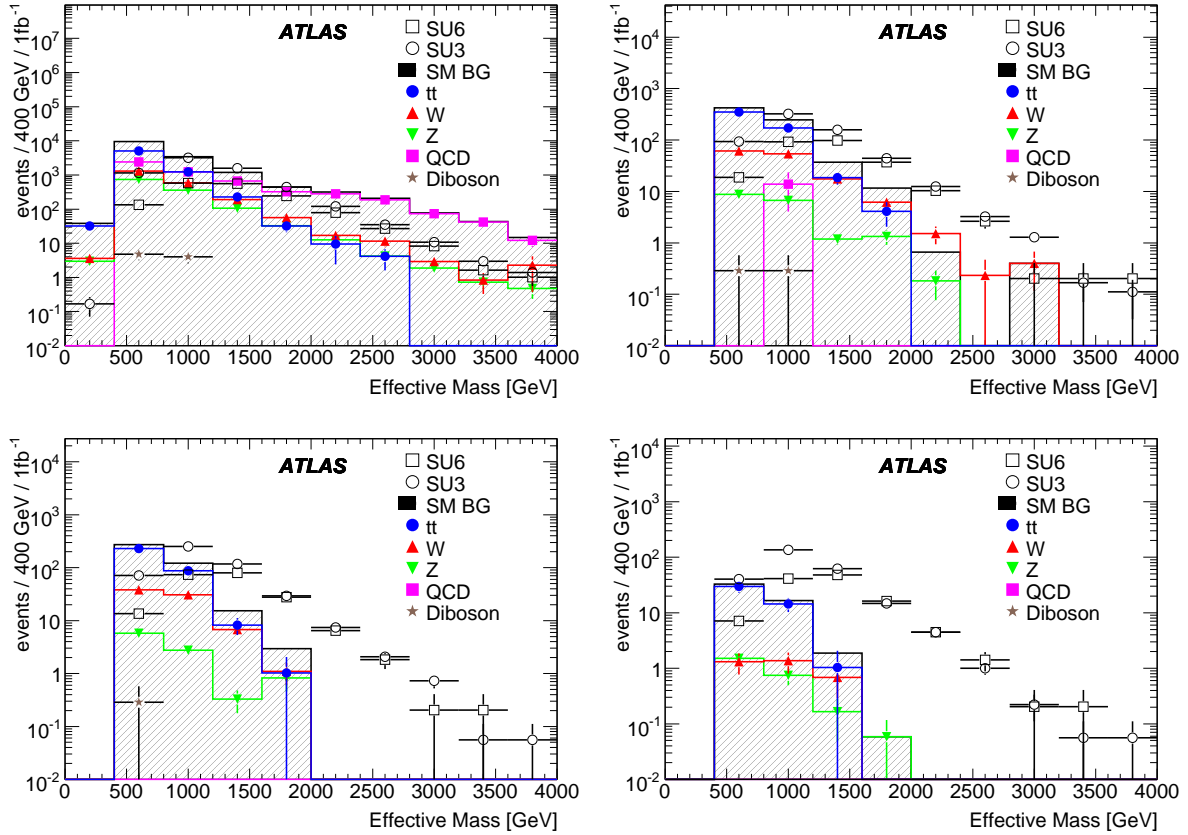 events / 400 GeV / 1fb⁻¹
10⁷
10⁶
10⁵
10⁴
10³
10²
10
1
10⁻¹
10⁻²
ATLAS
SU6
SU3
SM BG
tt
W
Z
QCD
Diboson
0 500 1000 1500 2000 2500 3000 3500 4000
Effective Mass [GeV]
events / 400 GeV / 1fb⁻¹
10⁴
10³
10²
10
1
10⁻¹
10⁻²
ATLAS
SU6
SU3
SM BG
tt
W
Z
QCD
Diboson
0 500 1000 1500 2000 2500 3000 3500 4000
Effective Mass [GeV]
events / 400 GeV / 1fb⁻¹
10⁴
10³
10²
10
1
10⁻¹
10⁻²
ATLAS
SU6
SU3
SM BG
tt
W
Z
QCD
Diboson
0 500 1000 1500 2000 2500 3000 3500 4000
Effective Mass [GeV]
events / 400 GeV / 1fb⁻¹
10⁴
10³
10²
10
1
10⁻¹
10⁻²
ATLAS
SU6
SU3
SM BG
tt
W
Z
QCD
Diboson
0 500 1000 1500 2000 2500 3000 3500 4000
Effective Mass [GeV]